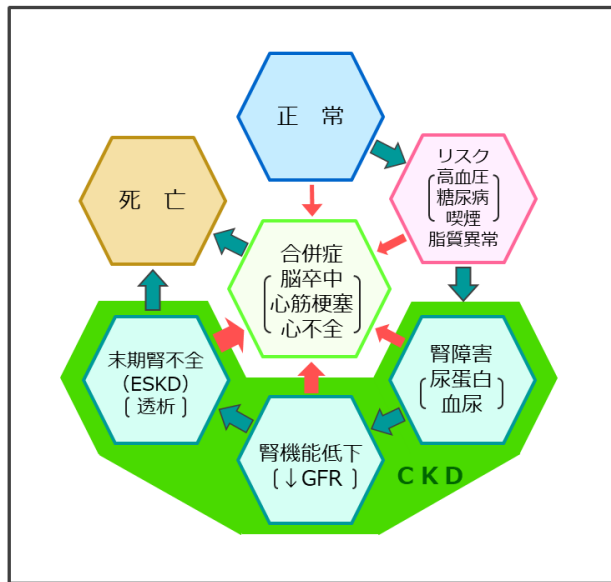 正　常
リスク
高血圧
糖尿病
喫煙
脂質異常
死　亡
合併症
脳卒中
心筋梗塞
心不全
末期腎不全
（ESKD）
［ 透析 ］
腎障害
尿蛋白
血尿
腎機能低下
［↓GFR ］
ＣＫＤ